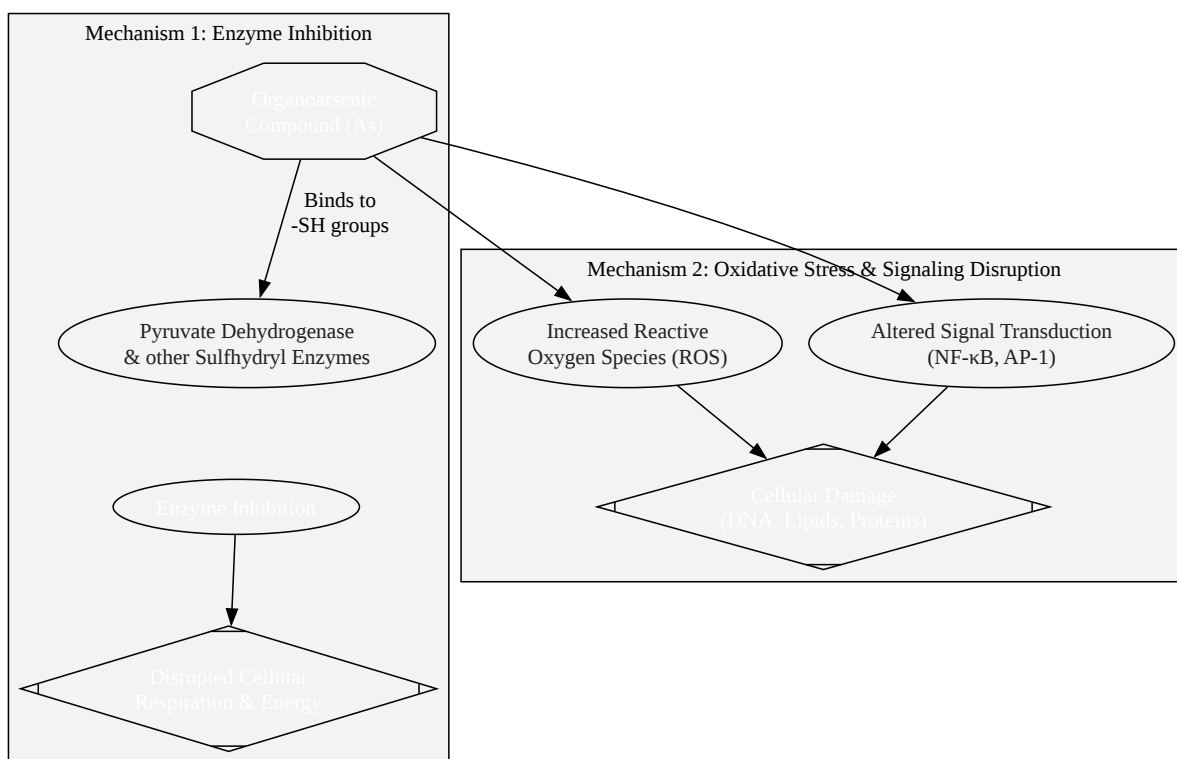 Mechanism 1: Enzyme Inhibition
Organoarsenic
Compound (As)
Binds to
-SH groups
Pyruvate Dehydrogenase
& other Sulfhydryl Enzymes
Enzyme Inhibition
Disrupted Cellular
Respiration & Energy
Mechanism 2: Oxidative Stress & Signaling Disruption
Increased Reactive
Oxygen Species (ROS)
Altered Signal Transduction
(NF-κB, AP-1)
Cellular Damage
(DNA, Lipids, Proteins)